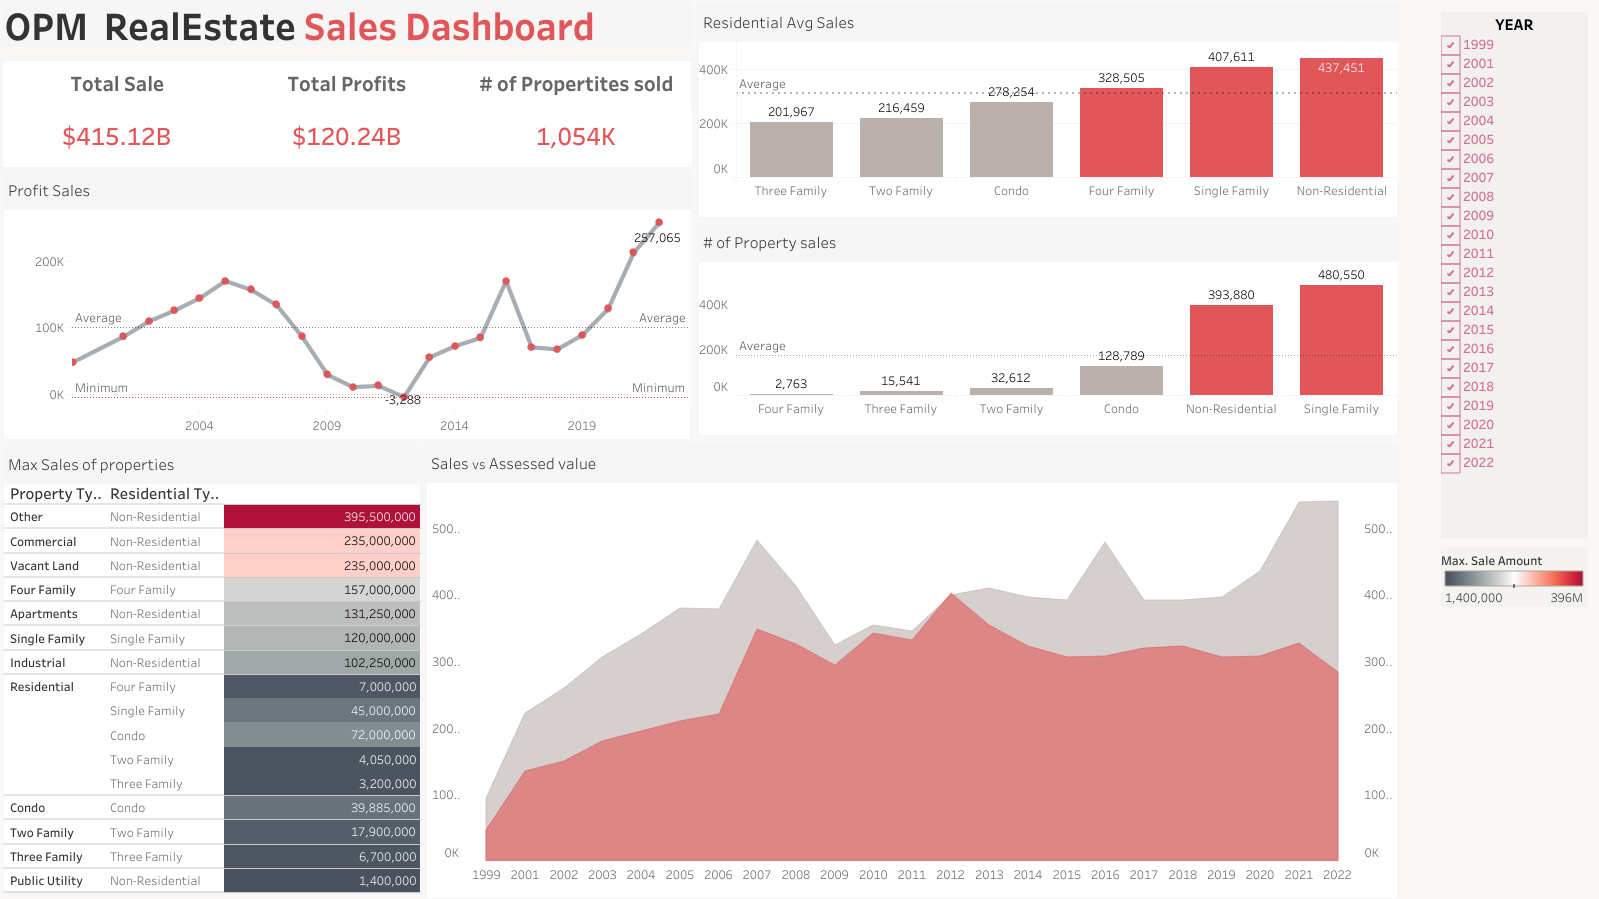 OPM RealEstate Sales Dashboard
Total Sale Total Profits # of Propertites sold
$415.12B $120.24B 1,054K
Profit Sales
200K
100K
0K
Average Average
Minimum Minimum
257,065
-3,288
2004 2009 2014 2019
Residential Avg Sales
400K
200K
0K
Average
201,967 216,459 278,254 328,505 407,611 437,451
Three Family Two Family Condo Four Family Single Family Non-Residential
# of Property sales
400K
200K
0K
Average
2,763 15,541 32,612 128,789 393,880 480,550
Four Family Three Family Two Family Condo Non-Residential Single Family
Max Sales of properties
Property Ty.. Residential Ty..
Other Non-Residential 395,500,000
Commercial Non-Residential 235,000,000
Vacant Land Non-Residential 235,000,000
Four Family Four Family 157,000,000
Apartments Non-Residential 131,250,000
Single Family Single Family 120,000,000
Industrial Non-Residential 102,250,000
Residential Four Family 7,000,000
Single Family 45,000,000
Condo 72,000,000
Two Family 4,050,000
Three Family 3,200,000
Condo Condo 39,885,000
Two Family Two Family 17,900,000
Three Family Three Family 6,700,000
Public Utility Non-Residential 1,400,000
Sales vs Assessed value
500.. 500..
400.. 400..
300.. 300..
200.. 200..
100.. 100..
0K 0K
1999 2001 2002 2003 2004 2005 2006 2007 2008 2009 2010 2011 2012 2013 2014 2015 2016 2017 2018 2019 2020 2021 2022
YEAR
1999
2001
2002
2003
2004
2005
2006
2007
2008
2009
2010
2011
2012
2013
2014
2015
2016
2017
2018
2019
2020
2021
2022
Max. Sale Amount
1,400,000 396M